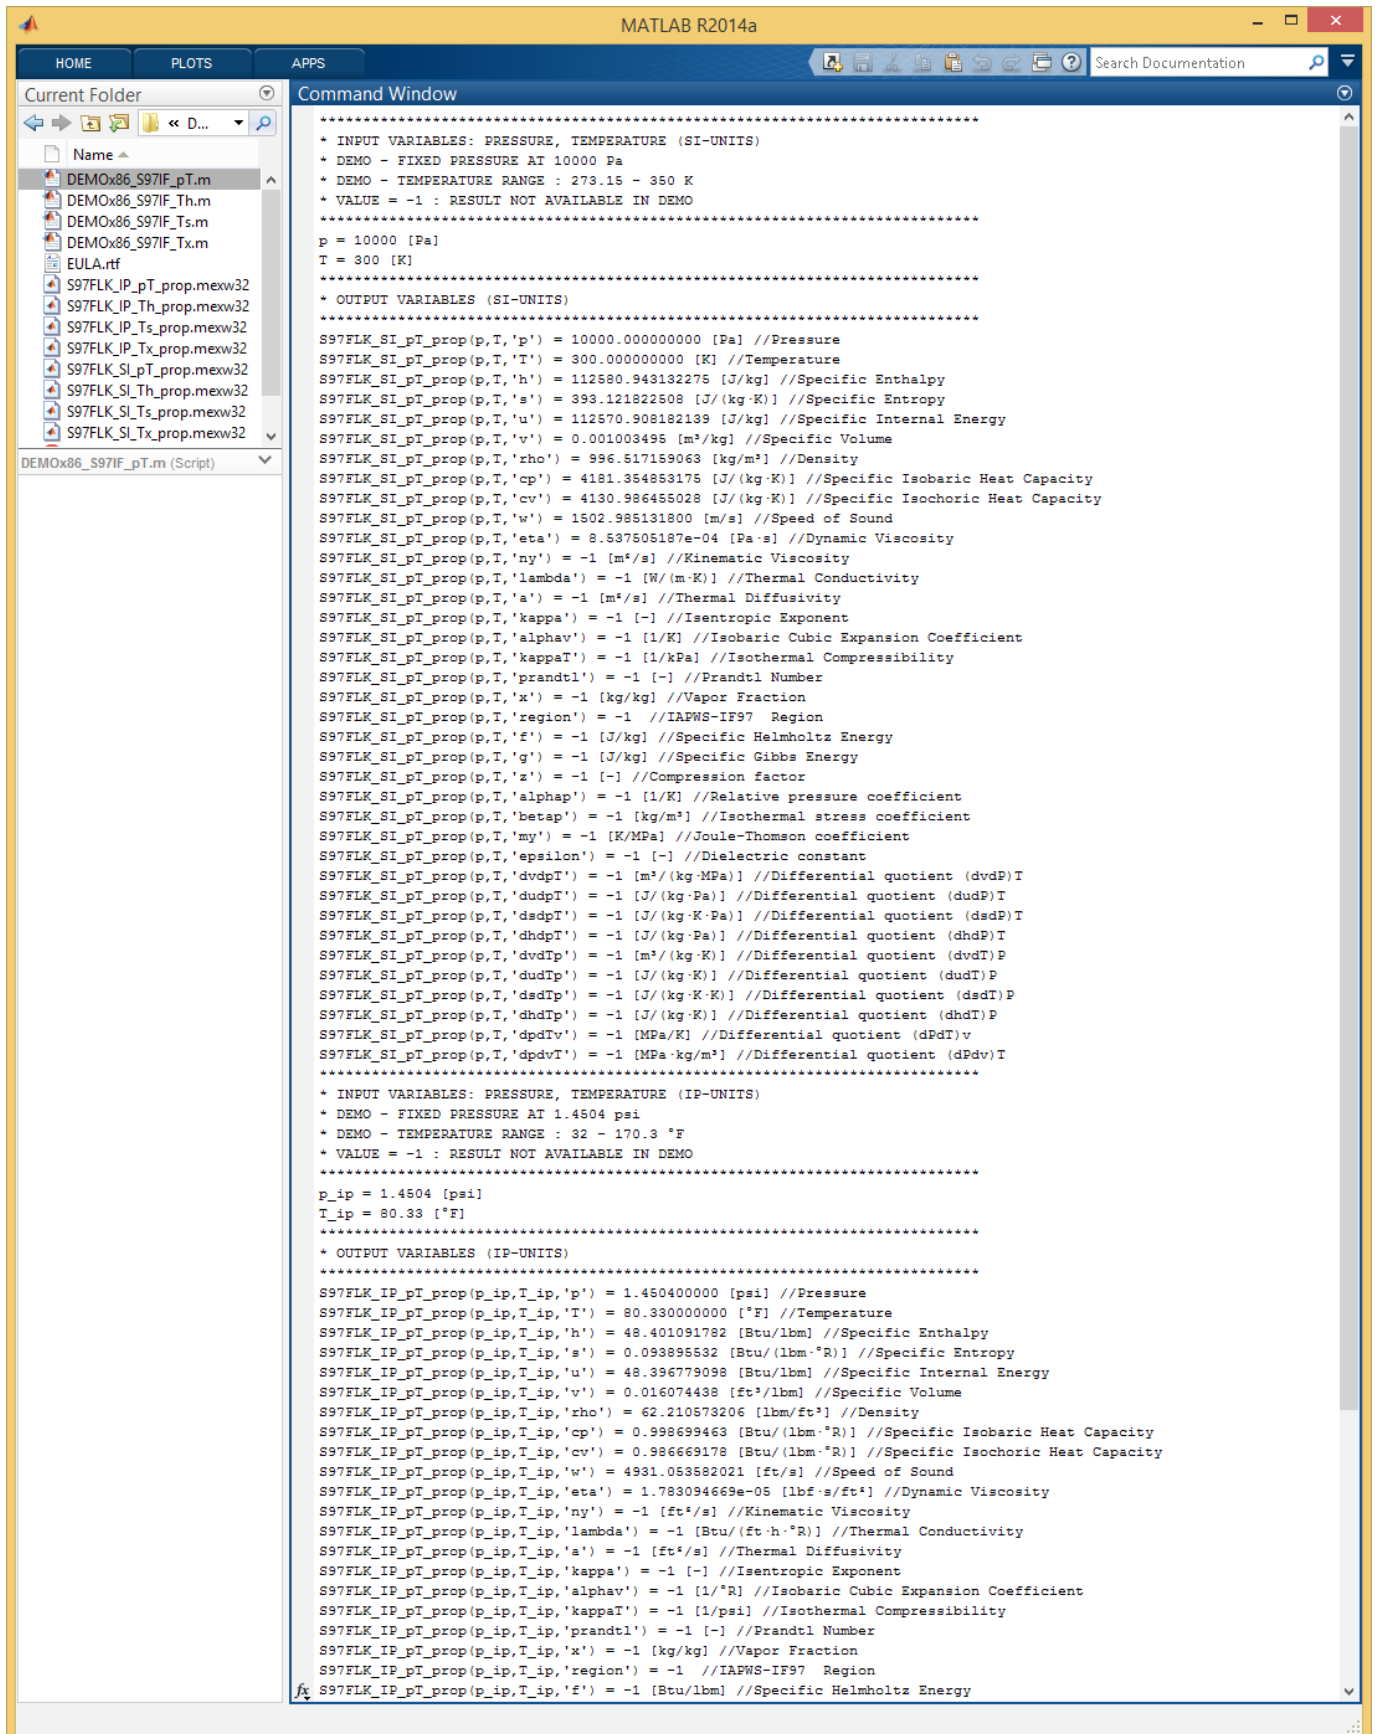 MATLAB R2014a
HOME PLOTS APPS
Search Documentation
Current Folder
« D...
Name
DEMOx86_S97IF_pT.m
DEMOx86_S97IF_Th.m
DEMOx86_S97IF_Ts.m
DEMOx86_S97IF_Tx.m
EULA.rtf
S97FLK_IP_pT_prop.mexw32
S97FLK_IP_Th_prop.mexw32
S97FLK_IP_Ts_prop.mexw32
S97FLK_IP_Tx_prop.mexw32
S97FLK_SI_pT_prop.mexw32
S97FLK_SI_Th_prop.mexw32
S97FLK_SI_Ts_prop.mexw32
S97FLK_SI_Tx_prop.mexw32
DEMOx86_S97IF_pT.m (Script)
Command Window
***************************************************************************
* INPUT VARIABLES: PRESSURE, TEMPERATURE (SI-UNITS)
* DEMO - FIXED PRESSURE AT 10000 Pa
* DEMO - TEMPERATURE RANGE : 273.15 - 350 K
* VALUE = -1 : RESULT NOT AVAILABLE IN DEMO
***************************************************************************
p = 10000 [Pa]
T = 300 [K]
***************************************************************************
* OUTPUT VARIABLES (SI-UNITS)
***************************************************************************
S97FLK_SI_pT_prop(p,T,'p') = 10000.000000000 [Pa] //Pressure
S97FLK_SI_pT_prop(p,T,'T') = 300.000000000 [K] //Temperature
S97FLK_SI_pT_prop(p,T,'h') = 112580.943132275 [J/kg] //Specific Enthalpy
S97FLK_SI_pT_prop(p,T,'s') = 393.121822508 [J/(kg·K)] //Specific Entropy
S97FLK_SI_pT_prop(p,T,'u') = 112570.908182139 [J/kg] //Specific Internal Energy
S97FLK_SI_pT_prop(p,T,'v') = 0.001003495 [m³/kg] //Specific Volume
S97FLK_SI_pT_prop(p,T,'rho') = 996.517159063 [kg/m³] //Density
S97FLK_SI_pT_prop(p,T,'cp') = 4181.354853175 [J/(kg·K)] //Specific Isobaric Heat Capacity
S97FLK_SI_pT_prop(p,T,'cv') = 4130.986455028 [J/(kg·K)] //Specific Isochoric Heat Capacity
S97FLK_SI_pT_prop(p,T,'w') = 1502.985131800 [m/s] //Speed of Sound
S97FLK_SI_pT_prop(p,T,'eta') = 8.537505187e-04 [Pa·s] //Dynamic Viscosity
S97FLK_SI_pT_prop(p,T,'ny') = -1 [m²/s] //Kinematic Viscosity
S97FLK_SI_pT_prop(p,T,'lambda') = -1 [W/(m·K)] //Thermal Conductivity
S97FLK_SI_pT_prop(p,T,'a') = -1 [m²/s] //Thermal Diffusivity
S97FLK_SI_pT_prop(p,T,'kappa') = -1 [-] //Isentropic Exponent
S97FLK_SI_pT_prop(p,T,'alphav') = -1 [1/K] //Isobaric Cubic Expansion Coefficient
S97FLK_SI_pT_prop(p,T,'kappaT') = -1 [1/kPa] //Isothermal Compressibility
S97FLK_SI_pT_prop(p,T,'prandtl') = -1 [-] //Prandtl Number
S97FLK_SI_pT_prop(p,T,'x') = -1 [kg/kg] //Vapor Fraction
S97FLK_SI_pT_prop(p,T,'region') = -1  //IAPWS-IF97  Region
S97FLK_SI_pT_prop(p,T,'f') = -1 [J/kg] //Specific Helmholtz Energy
S97FLK_SI_pT_prop(p,T,'g') = -1 [J/kg] //Specific Gibbs Energy
S97FLK_SI_pT_prop(p,T,'z') = -1 [-] //Compression factor
S97FLK_SI_pT_prop(p,T,'alphap') = -1 [1/K] //Relative pressure coefficient
S97FLK_SI_pT_prop(p,T,'betap') = -1 [kg/m³] //Isothermal stress coefficient
S97FLK_SI_pT_prop(p,T,'my') = -1 [K/MPa] //Joule-Thomson coefficient
S97FLK_SI_pT_prop(p,T,'epsilon') = -1 [-] //Dielectric constant
S97FLK_SI_pT_prop(p,T,'dvdpT') = -1 [m³/(kg·MPa)] //Differential quotient (dvdP)T
S97FLK_SI_pT_prop(p,T,'dudpT') = -1 [J/(kg·Pa)] //Differential quotient (dudP)T
S97FLK_SI_pT_prop(p,T,'dsdpT') = -1 [J/(kg·K·Pa)] //Differential quotient (dsdP)T
S97FLK_SI_pT_prop(p,T,'dhdpT') = -1 [J/(kg·Pa)] //Differential quotient (dhdP)T
S97FLK_SI_pT_prop(p,T,'dvdTp') = -1 [m³/(kg·K)] //Differential quotient (dvdT)P
S97FLK_SI_pT_prop(p,T,'dudTp') = -1 [J/(kg·K)] //Differential quotient (dudT)P
S97FLK_SI_pT_prop(p,T,'dsdTp') = -1 [J/(kg·K·K)] //Differential quotient (dsdT)P
S97FLK_SI_pT_prop(p,T,'dhdTp') = -1 [J/(kg·K)] //Differential quotient (dhdT)P
S97FLK_SI_pT_prop(p,T,'dpdTv') = -1 [MPa/K] //Differential quotient (dPdT)v
S97FLK_SI_pT_prop(p,T,'dpdvT') = -1 [MPa·kg/m³] //Differential quotient (dPdv)T
***************************************************************************
* INPUT VARIABLES: PRESSURE, TEMPERATURE (IP-UNITS)
* DEMO - FIXED PRESSURE AT 1.4504 psi
* DEMO - TEMPERATURE RANGE : 32 - 170.3 °F
* VALUE = -1 : RESULT NOT AVAILABLE IN DEMO
***************************************************************************
p_ip = 1.4504 [psi]
T_ip = 80.33 [°F]
***************************************************************************
* OUTPUT VARIABLES (IP-UNITS)
***************************************************************************
S97FLK_IP_pT_prop(p_ip,T_ip,'p') = 1.450400000 [psi] //Pressure
S97FLK_IP_pT_prop(p_ip,T_ip,'T') = 80.330000000 [°F] //Temperature
S97FLK_IP_pT_prop(p_ip,T_ip,'h') = 48.401091782 [Btu/lbm] //Specific Enthalpy
S97FLK_IP_pT_prop(p_ip,T_ip,'s') = 0.093895532 [Btu/(lbm·°R)] //Specific Entropy
S97FLK_IP_pT_prop(p_ip,T_ip,'u') = 48.396779098 [Btu/lbm] //Specific Internal Energy
S97FLK_IP_pT_prop(p_ip,T_ip,'v') = 0.016074438 [ft³/lbm] //Specific Volume
S97FLK_IP_pT_prop(p_ip,T_ip,'rho') = 62.210573206 [lbm/ft³] //Density
S97FLK_IP_pT_prop(p_ip,T_ip,'cp') = 0.998699463 [Btu/(lbm·°R)] //Specific Isobaric Heat Capacity
S97FLK_IP_pT_prop(p_ip,T_ip,'cv') = 0.986669178 [Btu/(lbm·°R)] //Specific Isochoric Heat Capacity
S97FLK_IP_pT_prop(p_ip,T_ip,'w') = 4931.053582021 [ft/s] //Speed of Sound
S97FLK_IP_pT_prop(p_ip,T_ip,'eta') = 1.783094669e-05 [lbf·s/ft²] //Dynamic Viscosity
S97FLK_IP_pT_prop(p_ip,T_ip,'ny') = -1 [ft²/s] //Kinematic Viscosity
S97FLK_IP_pT_prop(p_ip,T_ip,'lambda') = -1 [Btu/(ft·h·°R)] //Thermal Conductivity
S97FLK_IP_pT_prop(p_ip,T_ip,'a') = -1 [ft²/s] //Thermal Diffusivity
S97FLK_IP_pT_prop(p_ip,T_ip,'kappa') = -1 [-] //Isentropic Exponent
S97FLK_IP_pT_prop(p_ip,T_ip,'alphav') = -1 [1/°R] //Isobaric Cubic Expansion Coefficient
S97FLK_IP_pT_prop(p_ip,T_ip,'kappaT') = -1 [1/psi] //Isothermal Compressibility
S97FLK_IP_pT_prop(p_ip,T_ip,'prandtl') = -1 [-] //Prandtl Number
S97FLK_IP_pT_prop(p_ip,T_ip,'x') = -1 [kg/kg] //Vapor Fraction
S97FLK_IP_pT_prop(p_ip,T_ip,'region') = -1  //IAPWS-IF97  Region
fx S97FLK_IP_pT_prop(p_ip,T_ip,'f') = -1 [Btu/lbm] //Specific Helmholtz Energy